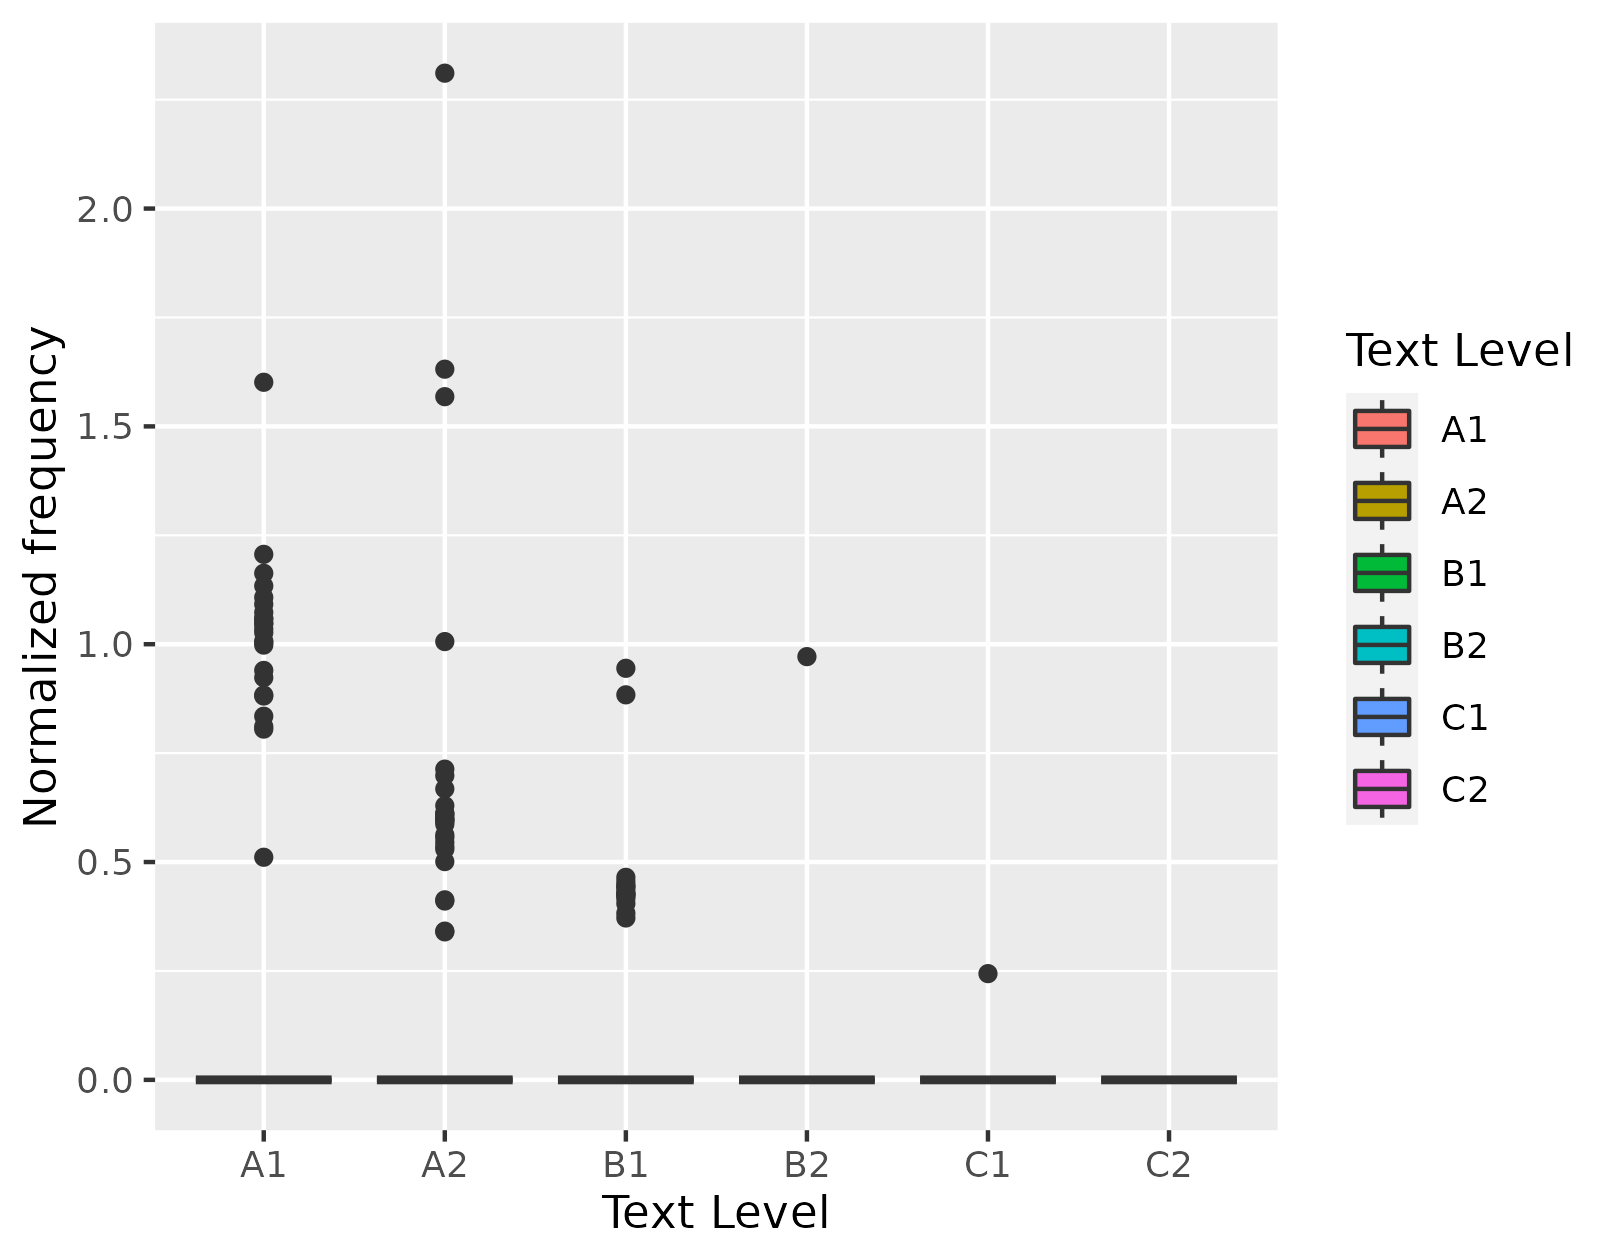 Normalized frequency
2.0
1.5
1.0
0.5
0.0
A1 A2 B1 B2 C1 C2
Text Level
Text Level
A1
A2
B1
B2
C1
C2